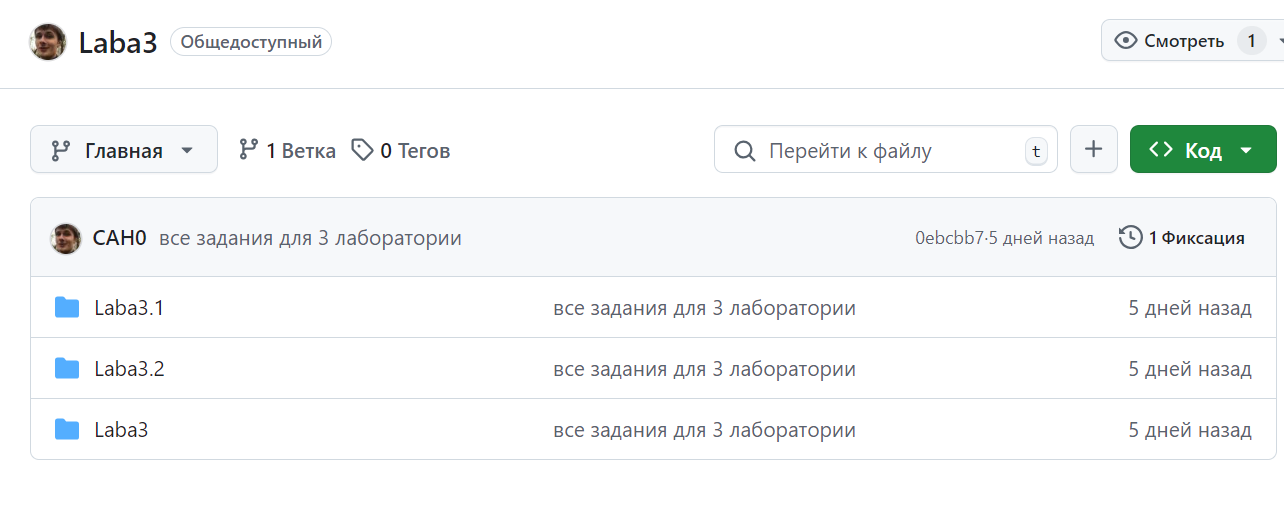 Laba3 Общедоступный Смотреть 1
Главная 1 Ветка 0 Тегов Перейти к файлу t Код
CAH0 все задания для 3 лаборатории 0ebcbb7·5 дней назад 1 Фиксация
Laba3.1 все задания для 3 лаборатории 5 дней назад
Laba3.2 все задания для 3 лаборатории 5 дней назад
Laba3 все задания для 3 лаборатории 5 дней назад